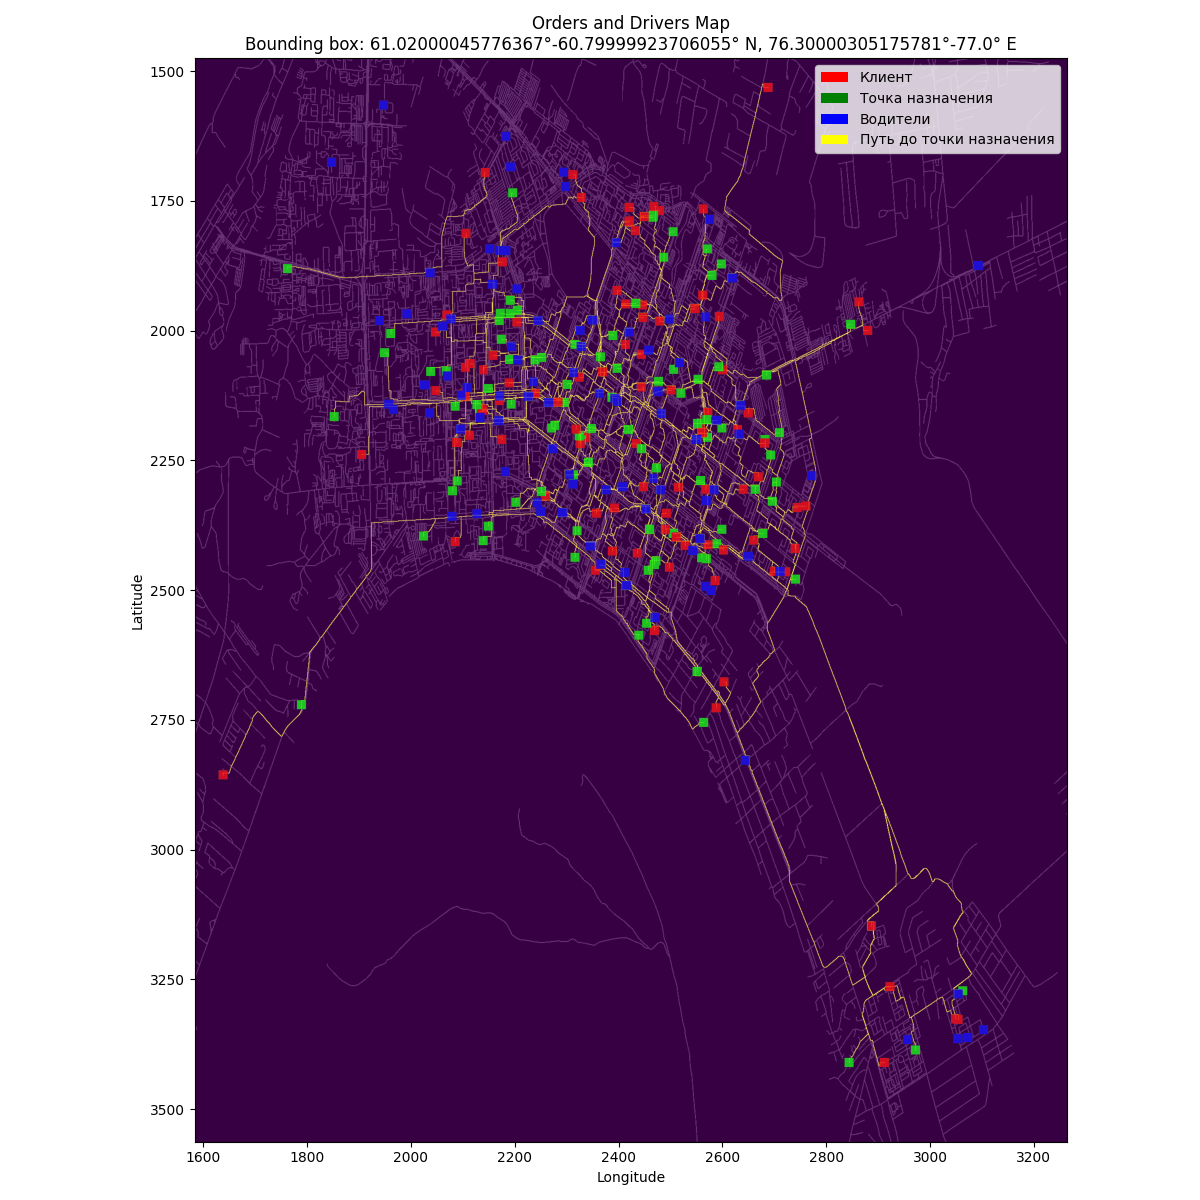 Orders and Drivers Map
Bounding box: 61.02000045776367°-60.79999923706055° N, 76.30000305175781°-77.0° E
Клиент
Точка назначения
Водители
Путь до точки назначения
1500
1750
2000
2250
2500
2750
3000
3250
3500
Latitude
1600 1800 2000 2200 2400 2600 2800 3000 3200
Longitude